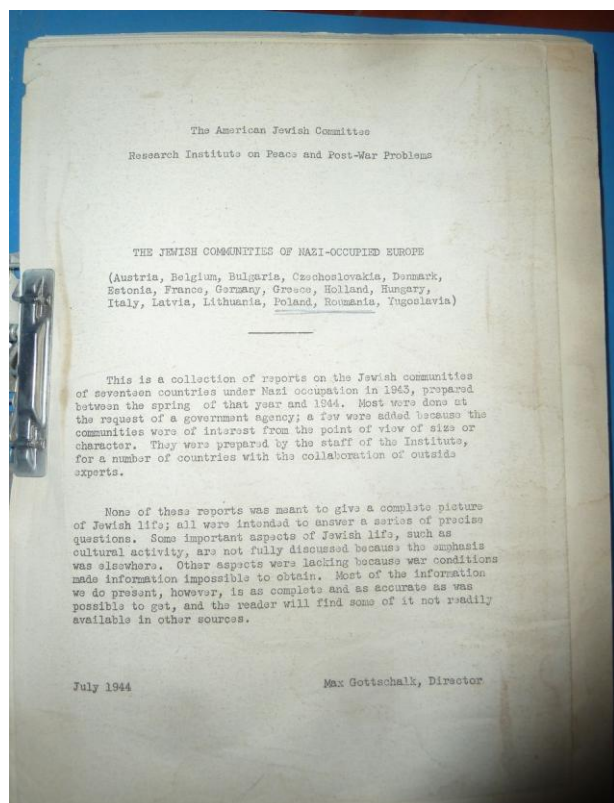 The American Jewish Committee
Research Institute on Peace and Post-War Problems
THE JEWISH COMMUNITIES OF NAZI-OCCUPIED EUROPE
(Austria, Belgium, Bulgaria, Czechoslovakia, Denmark,
Estonia, France, Germany, Greece, Holland, Hungary,
Italy, Latvia, Lithuania, Poland, Roumania, Yugoslavia)
This is a collection of reports on the Jewish communities
of seventeen countries under Nazi occupation in 1943, prepared
between the spring of that year and 1944. Most were done at
the request of a government agency; a few were added because the
communities were of interest from the point of view of size or
character. They were prepared by the staff of the Institute,
for a number of countries with the collaboration of outside
experts.
None of these reports was meant to give a complete picture
of Jewish life; all were intended to answer a series of precise
questions. Some important aspects of Jewish life, such as
cultural activity, are not fully discussed because the emphasis
was elsewhere. Other aspects were lacking because war conditions
made information impossible to obtain. Most of the information
we do present, however, is as complete and as accurate as was
possible to get, and the reader will find some of it not readily
available in other sources.
July 1944
Max Gottschalk, Director